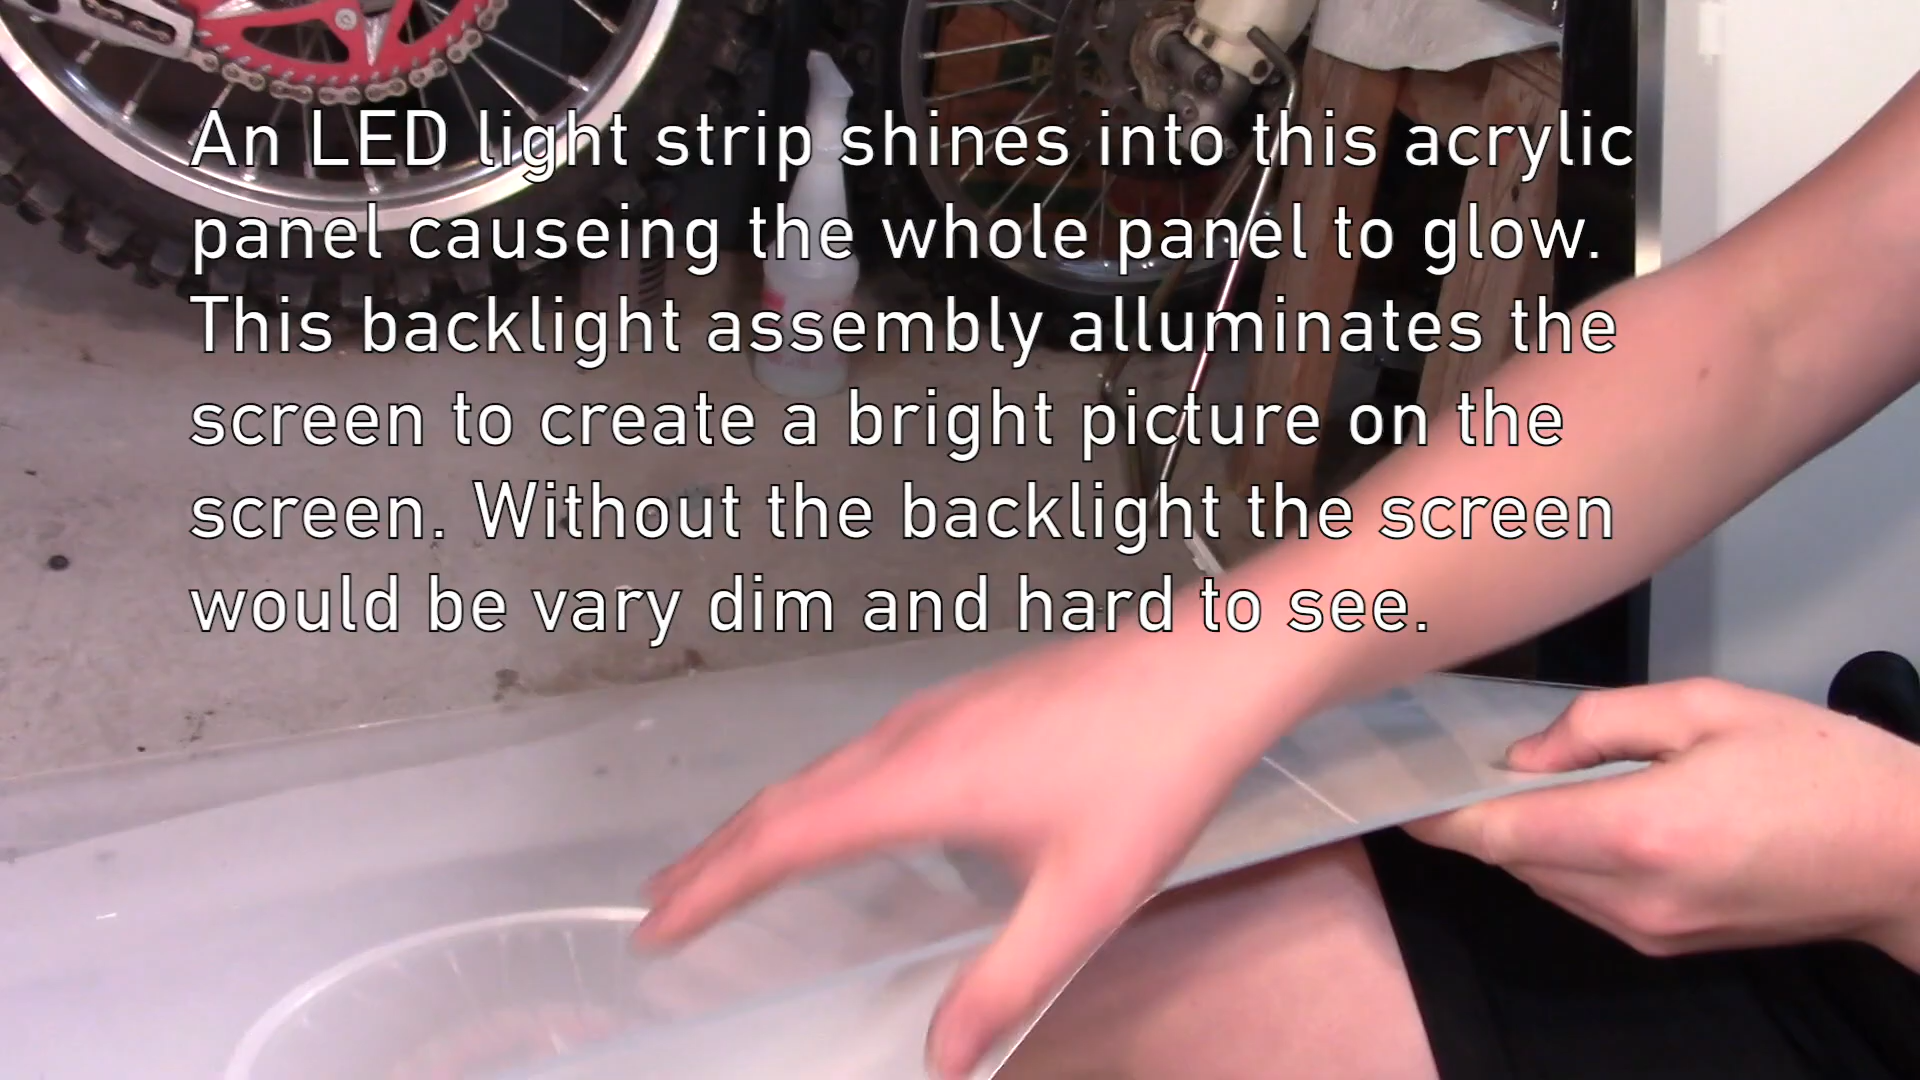 An LED light strip shines into this acrylic
panel causeing the whole panel to glow.
This backlight assembly alluminates the
screen to create a bright picture on the
screen. Without the backlight the screen
would be vary dim and hard to see.